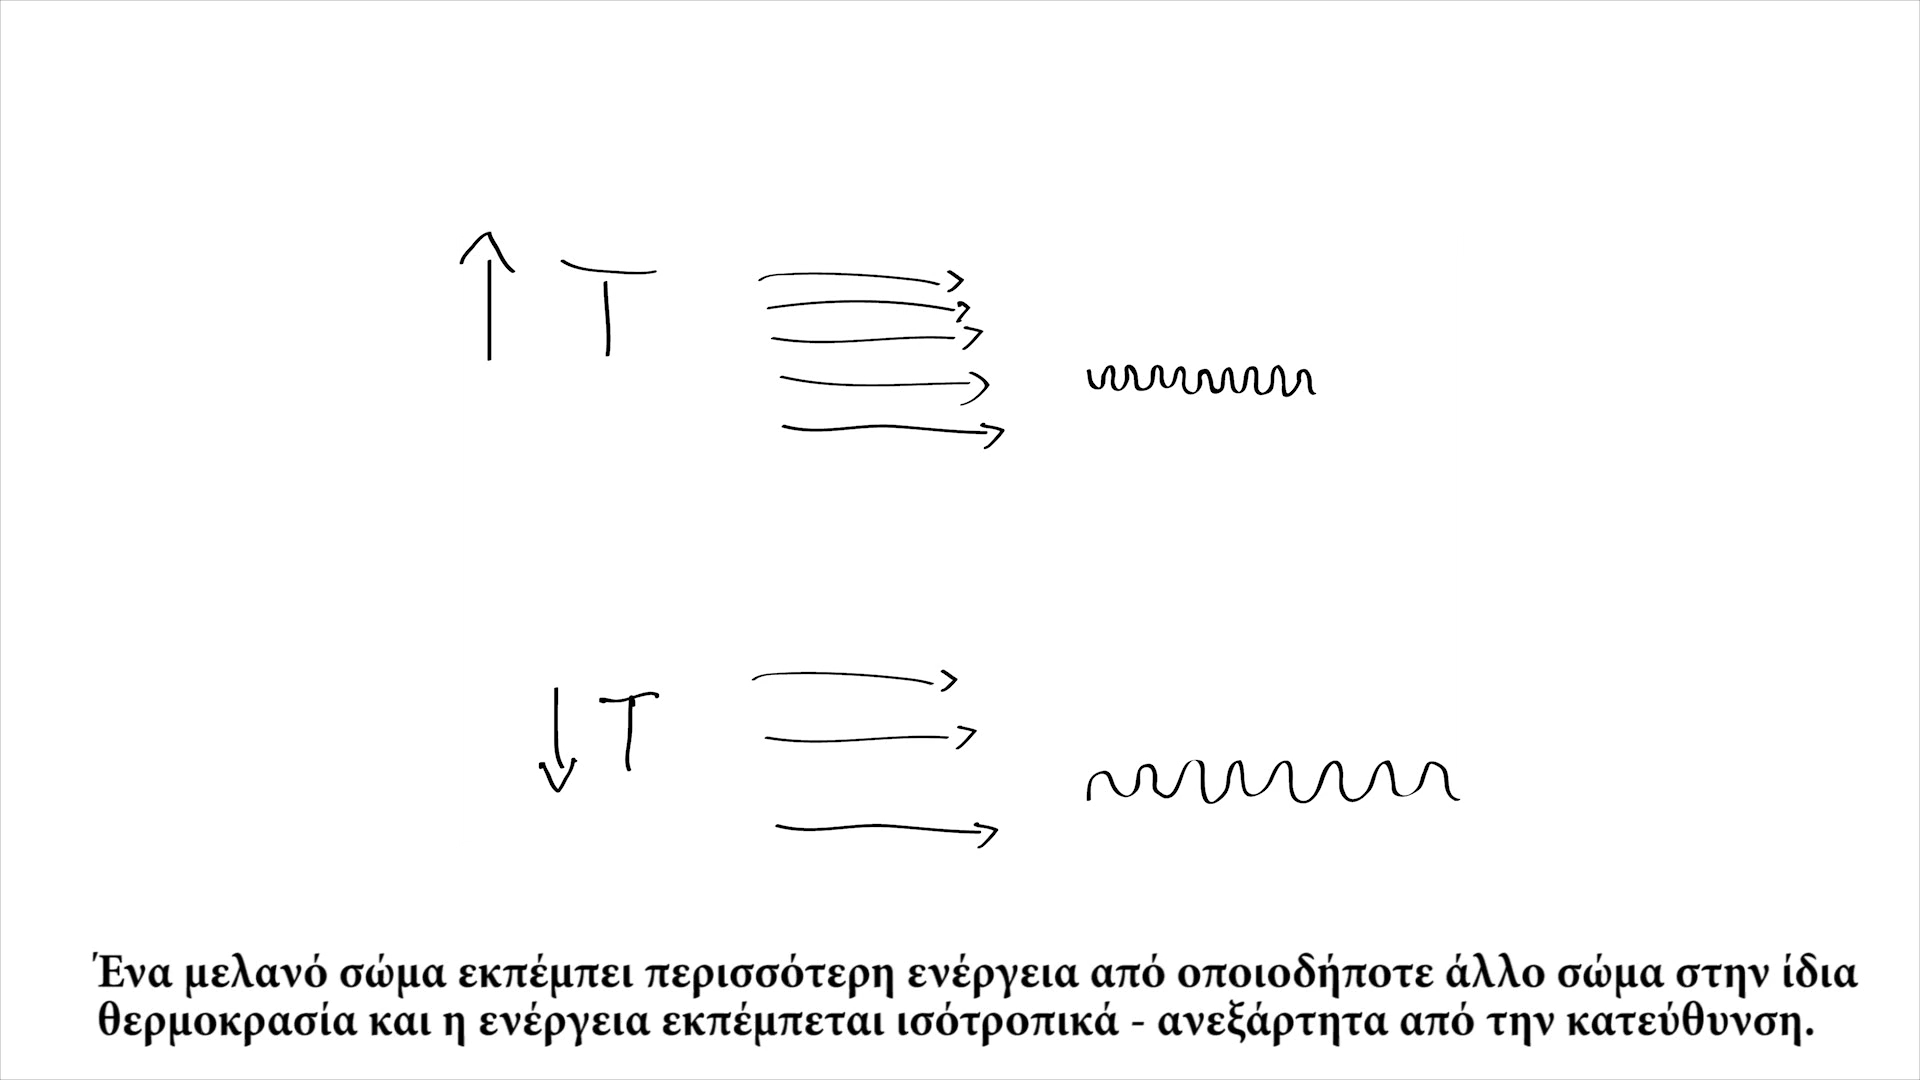 ↑ T
↓ T
Ένα μελανό σώμα εκπέμπει περισσότερη ενέργεια από οποιοδήποτε άλλο σώμα στην ίδια
θερμοκρασία και η ενέργεια εκπέμπεται ισότροπικά - ανεξάρτητα από την κατεύθυνση.